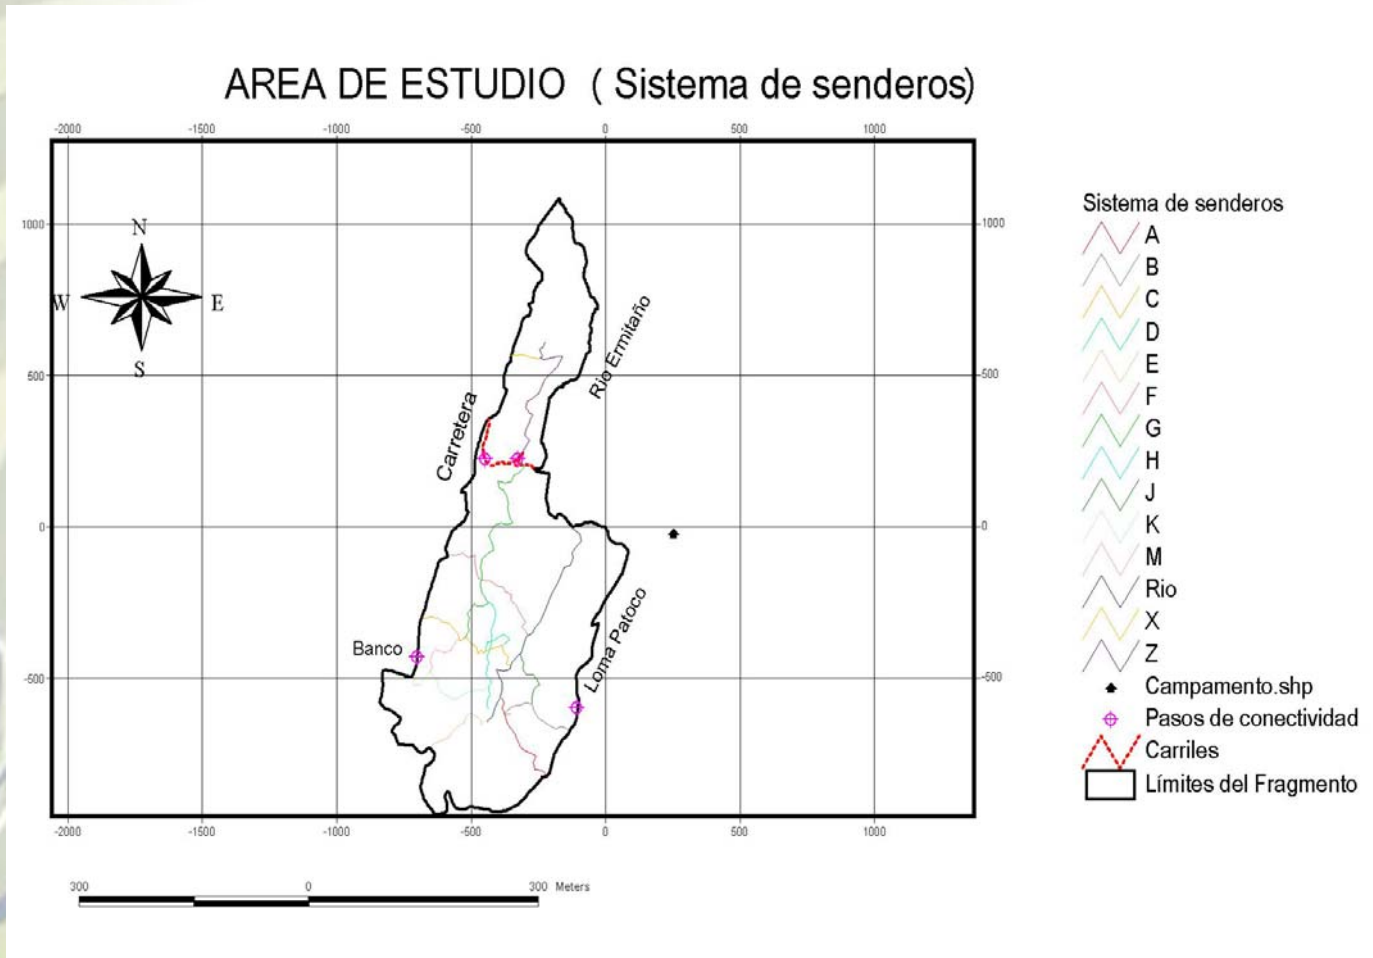 AREA DE ESTUDIO ( Sistema de senderos)
-2000 -1500 -1000 -500 0 500 1000
1000 1000
N
W E
S
500 500
Rio Ermitaño
Carretera
0 0
Banco
Loma Patoco
-500 -500
-2000 -1500 -1000 -500 0 500 1000
300 0 300 Meters
Sistema de senderos
A
B
C
D
E
F
G
H
J
K
M
Rio
X
Z
Campamento.shp
Pasos de conectividad
Carriles
Límites del Fragmento